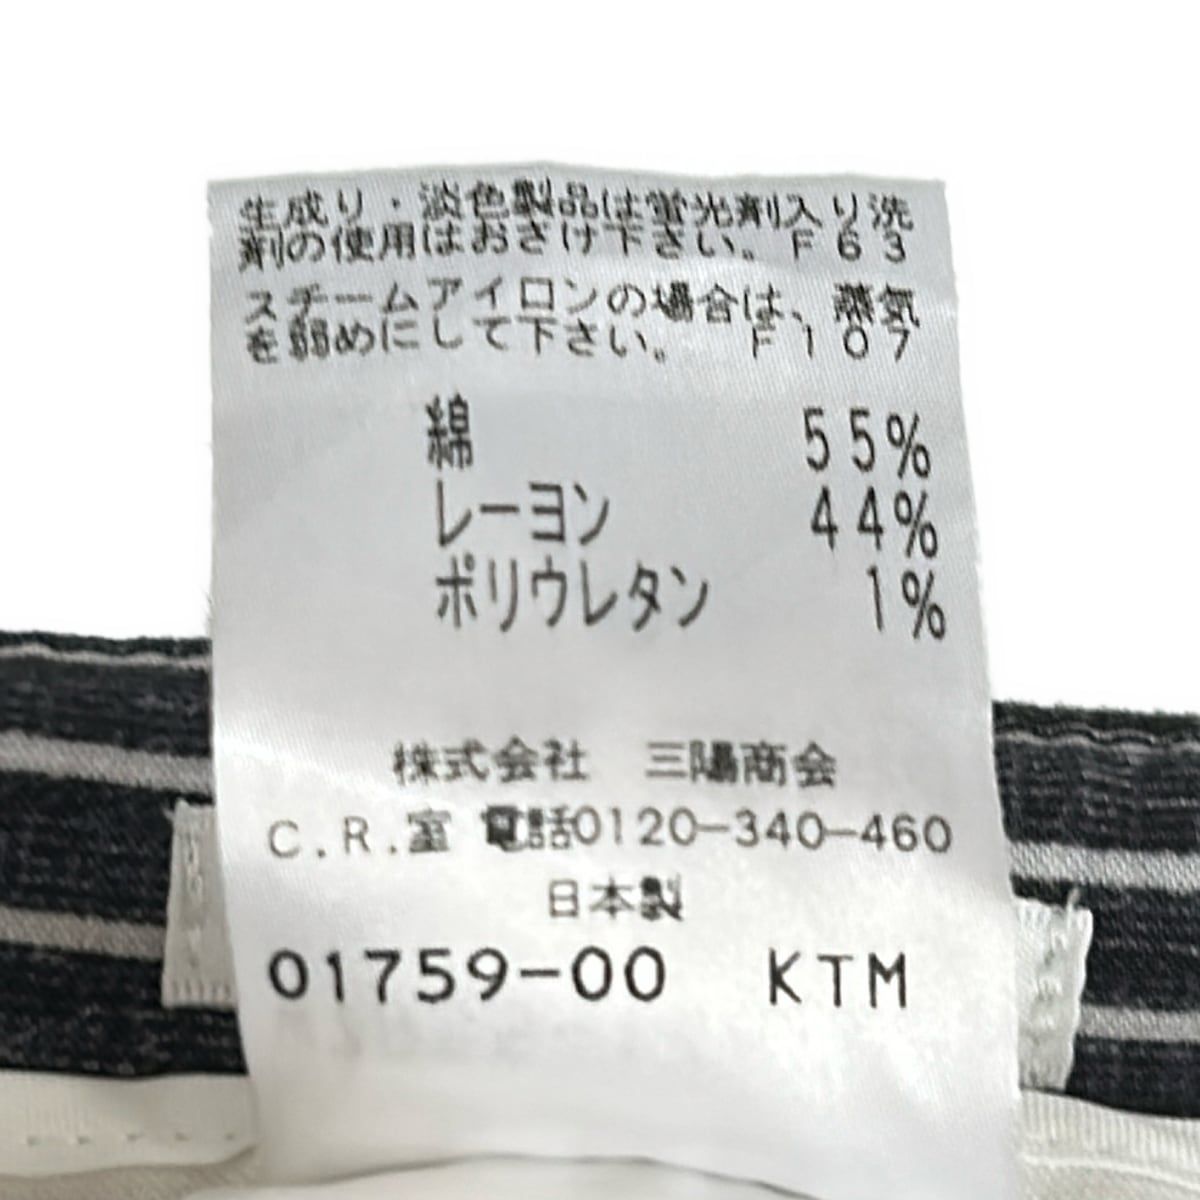 生成り・淡色製品は蛍光剤入り洗
剤の使用はおさけ下さい。F63
スチームアイロンの場合は、蒸気
を弱めにして下さい。 F107
綿 55%
レーヨン 44%
ポリウレタン 1%
株式会社 三陽商会
C.R.室 電話0120-340-460
日本製
01759-00 KTM